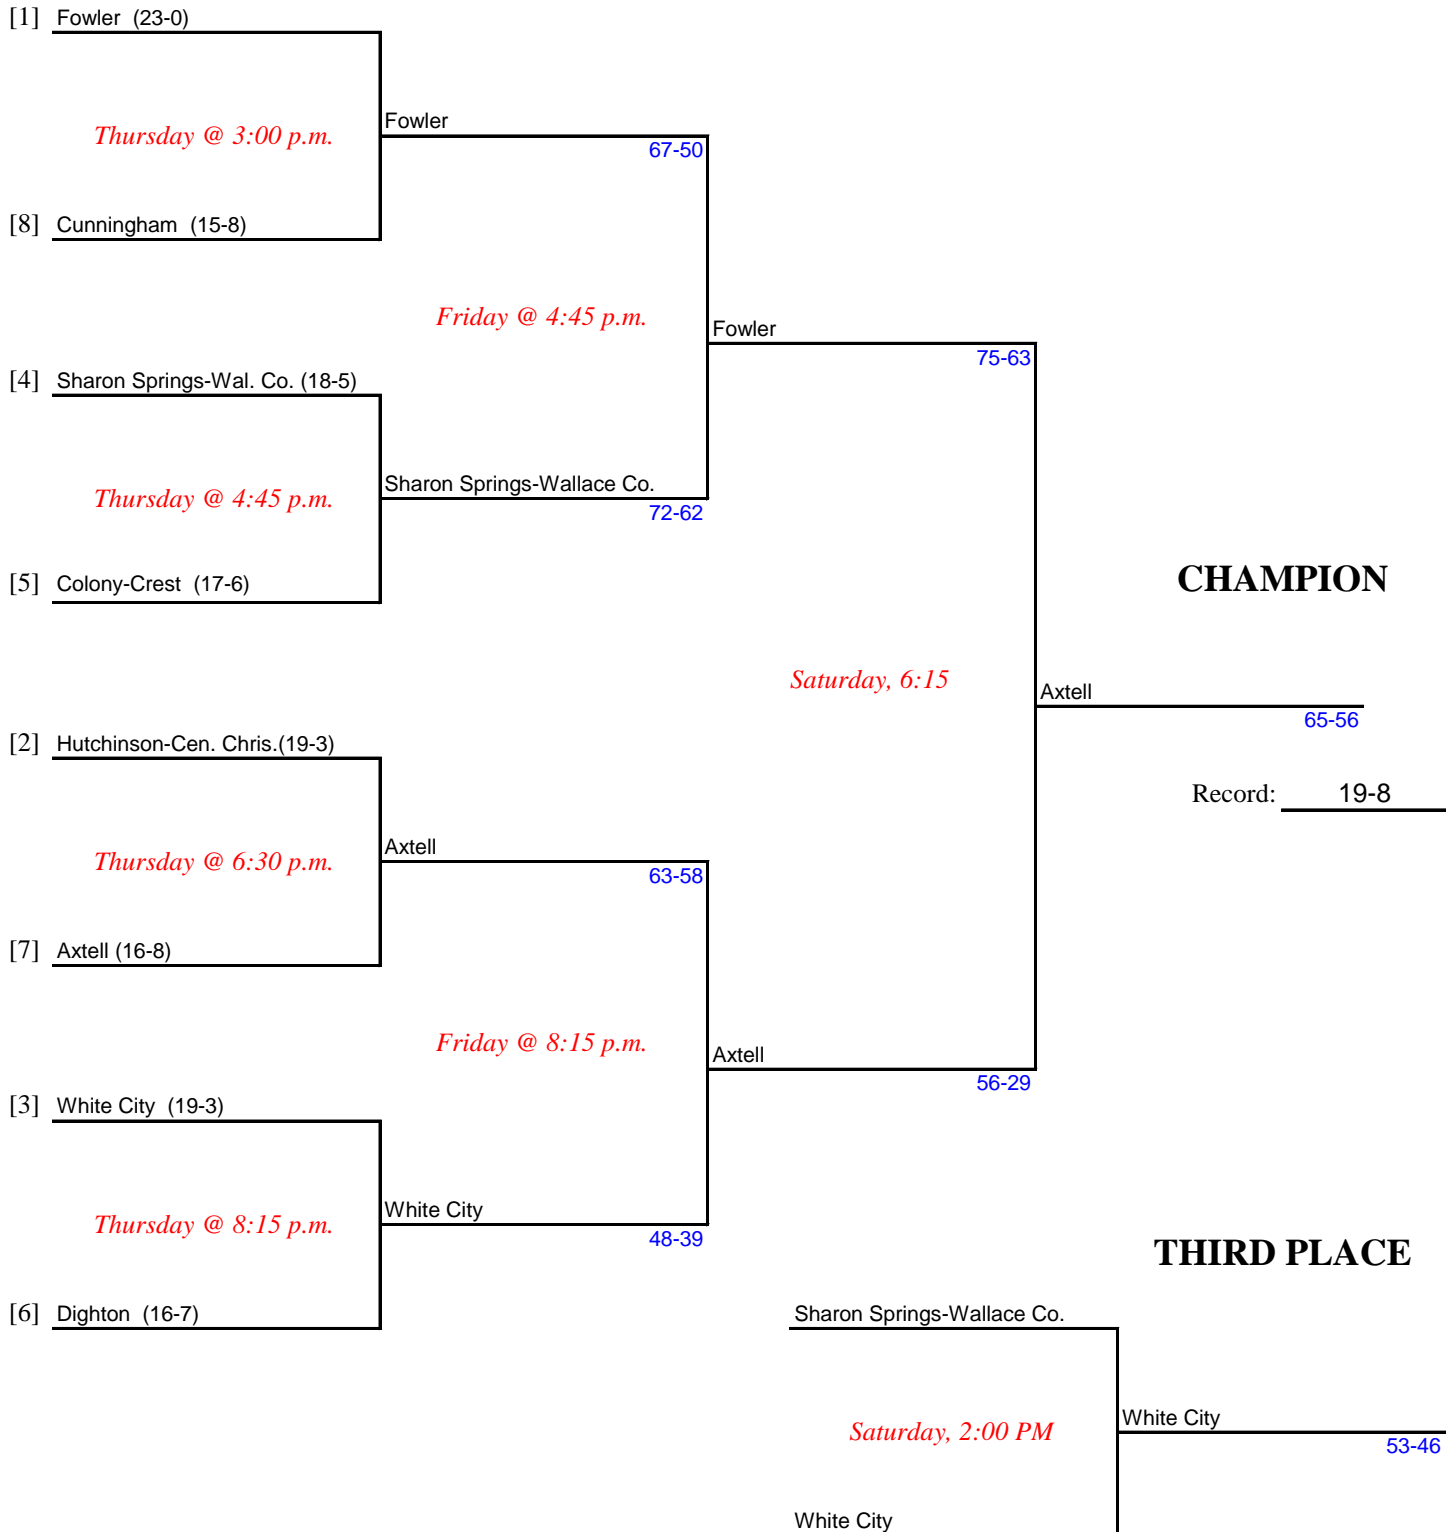 [1] Fowler (23-0)
Fowler
Thursday @ 3:00 p.m.
67-50
[8] Cunningham (15-8)
Friday @ 4:45 p.m.
Fowler
75-63
[4] Sharon Springs-Wal. Co. (18-5)
Sharon Springs-Wallace Co.
Thursday @ 4:45 p.m.
72-62
[5] Colony-Crest (17-6)
CHAMPION
Saturday, 6:15
Axtell
65-56
[2] Hutchinson-Cen. Chris.(19-3)
Record: 19-8
Axtell
Thursday @ 6:30 p.m.
63-58
[7] Axtell (16-8)
Friday @ 8:15 p.m.
Axtell
56-29
[3] White City (19-3)
White City
Thursday @ 8:15 p.m.
48-39
THIRD PLACE
[6] Dighton (16-7)
Sharon Springs-Wallace Co.
White City
Saturday, 2:00 PM
53-46
White City